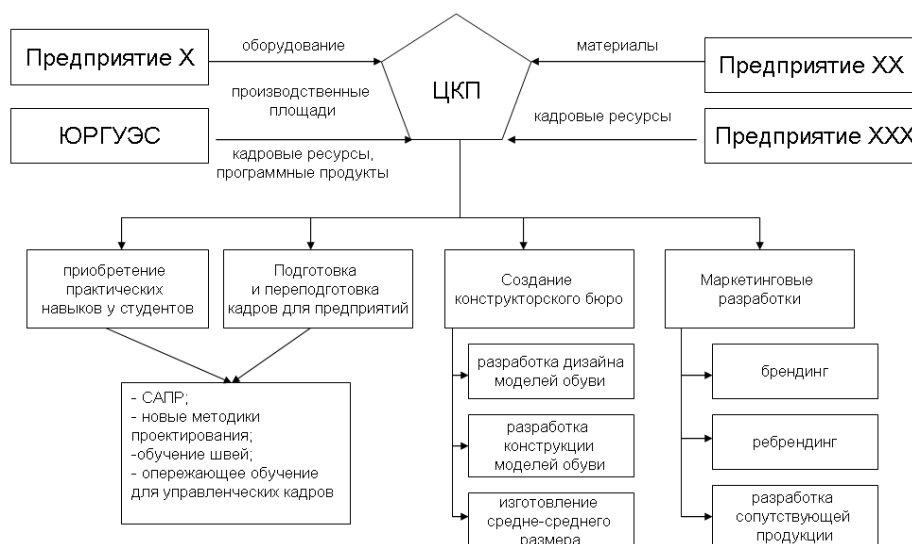 оборудование
материалы
Предприятие X
ЦКП
Предприятие XX
производственные
площади
кадровые ресурсы
ЮРГУЭС
Предприятие XXX
кадровые ресурсы,
программные продукты
приобретение
практических
навыков у студентов
Подготовка
и переподготовка
кадров для предприятий
Создание
конструкторского бюро
Маркетинговые
разработки
- САПР;
- новые методики
проектирования;
-обучение швей;
- опережающее обучение
для управленческих кадров
разработка дизайна
моделей обуви
разработка
конструкции
моделей обуви
изготовление
средне-среднего
размера
брендинг
ребрендинг
разработка
сопутствующей
продукции